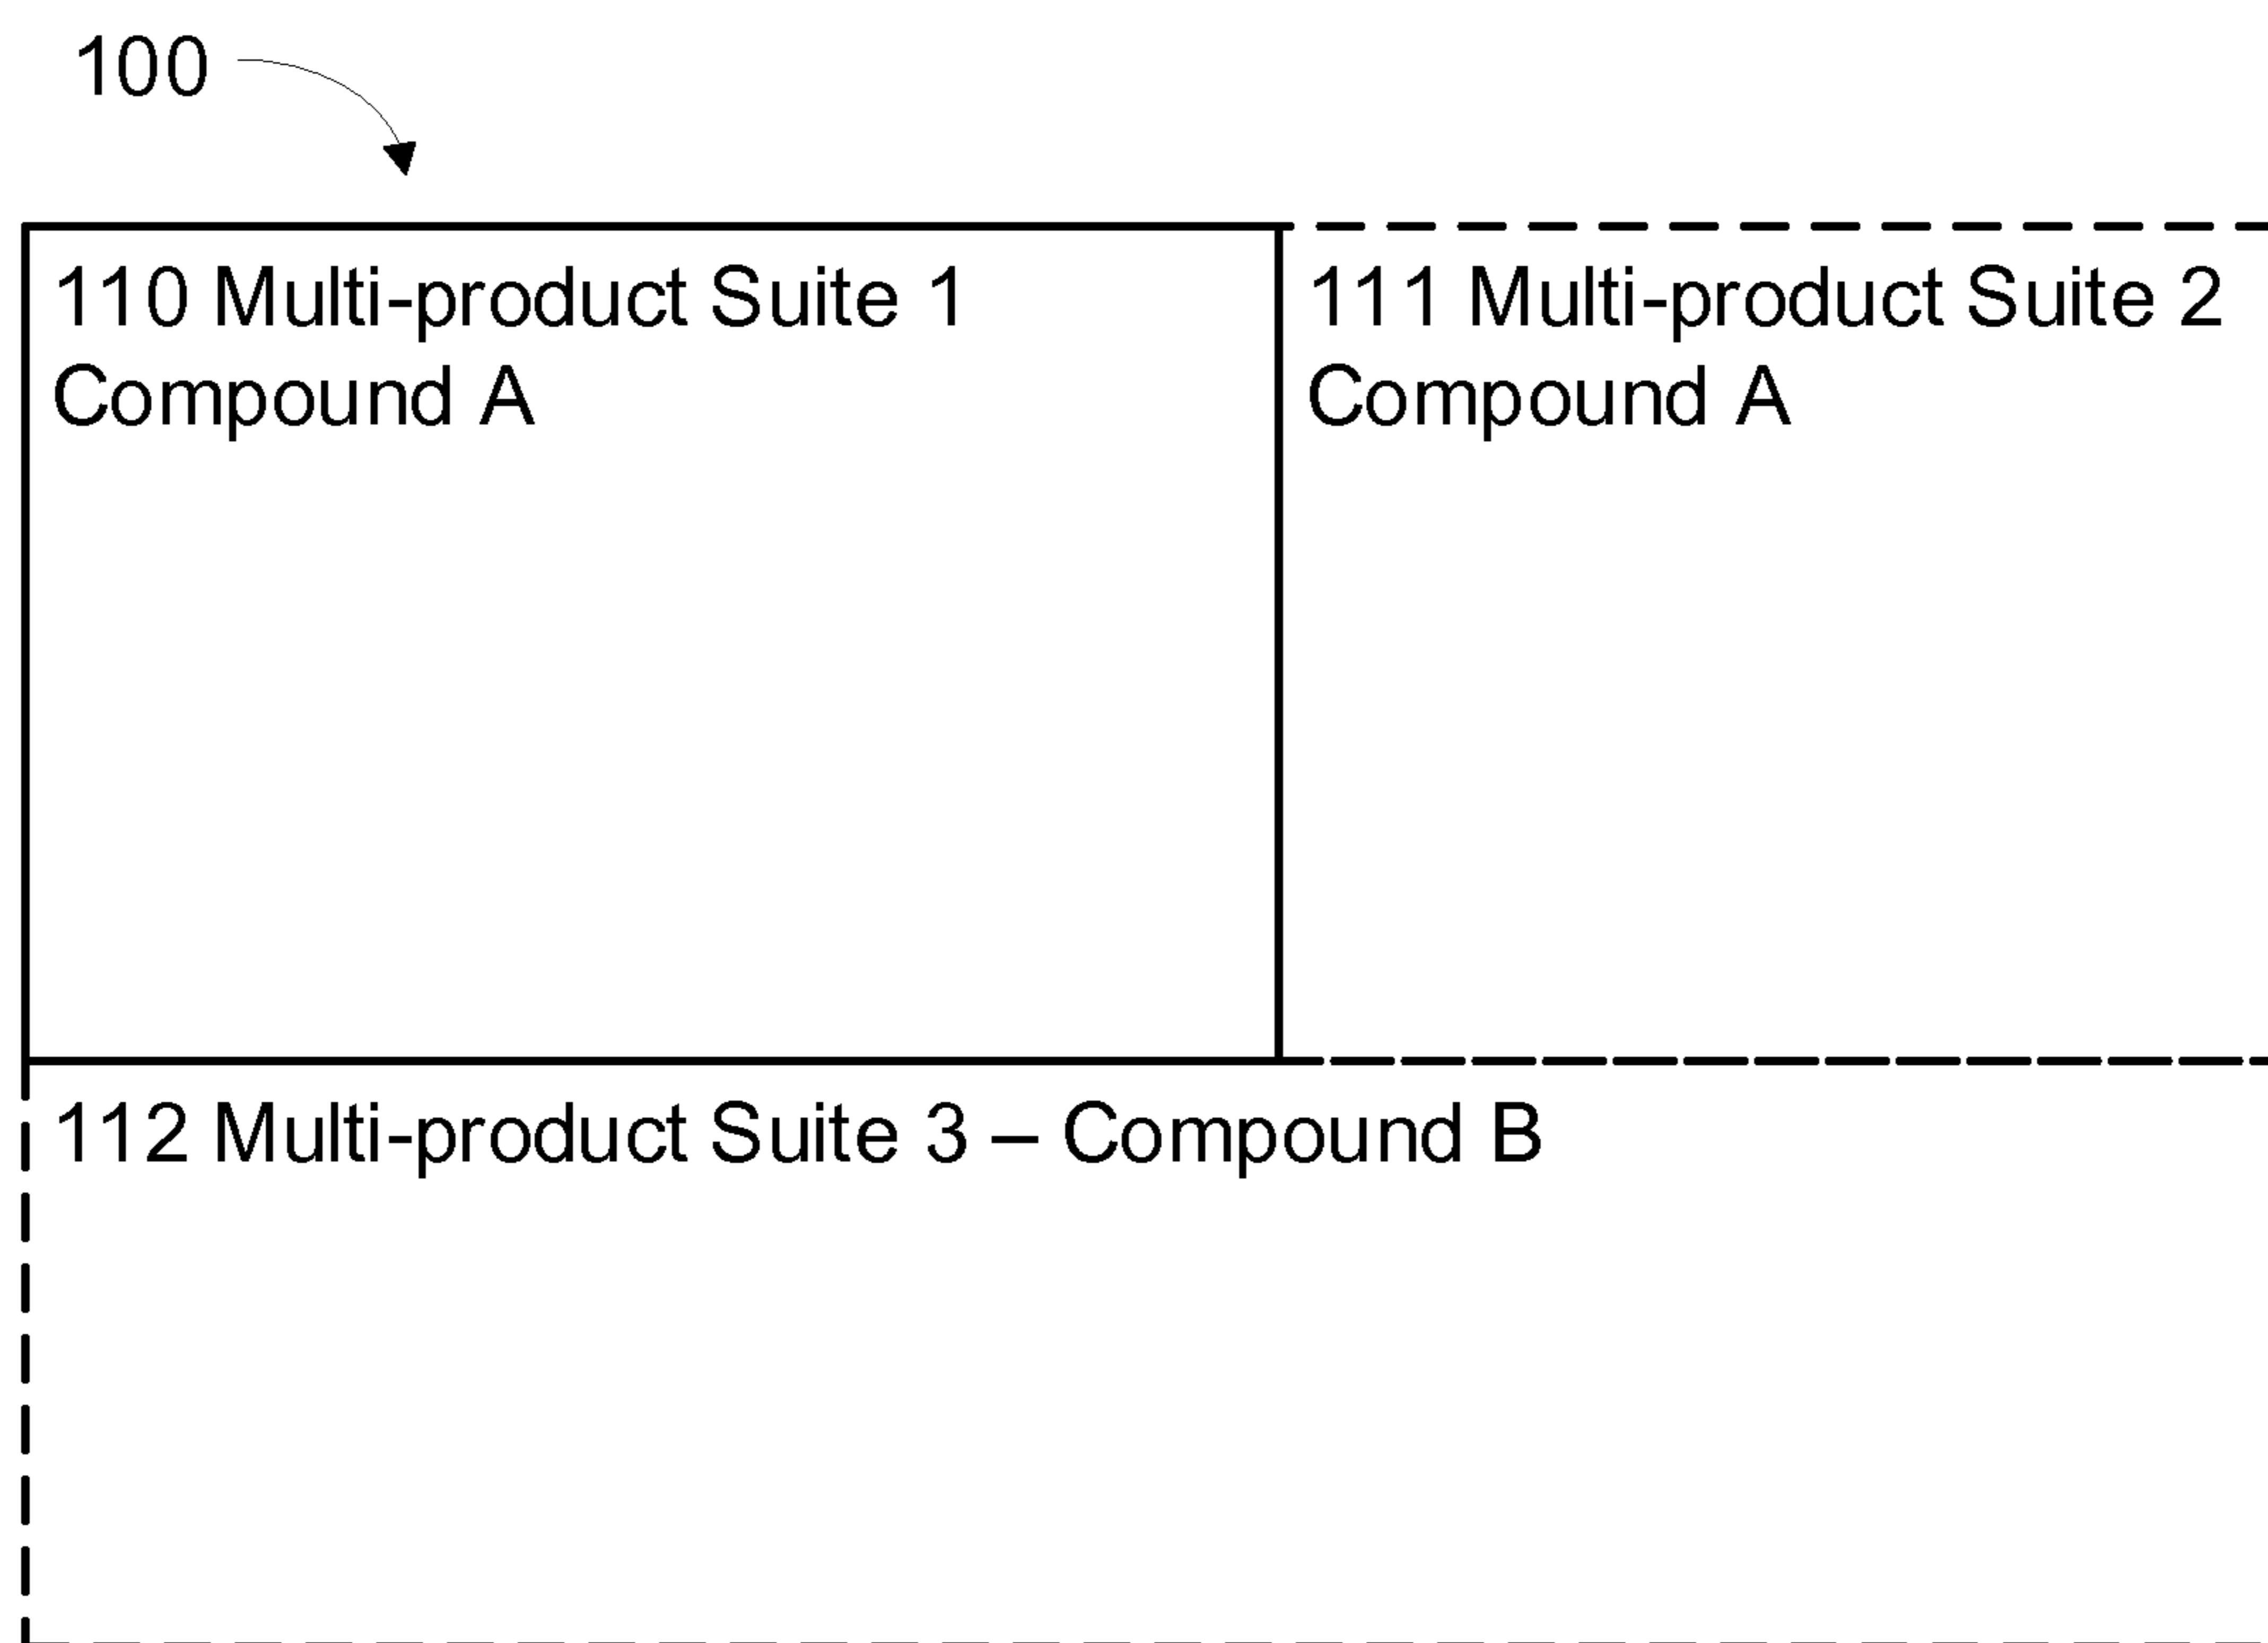 100
110 Multi-product Suite 1
Compound A
111 Multi-product Suite 2
Compound A
112 Multi-product Suite 3 – Compound B